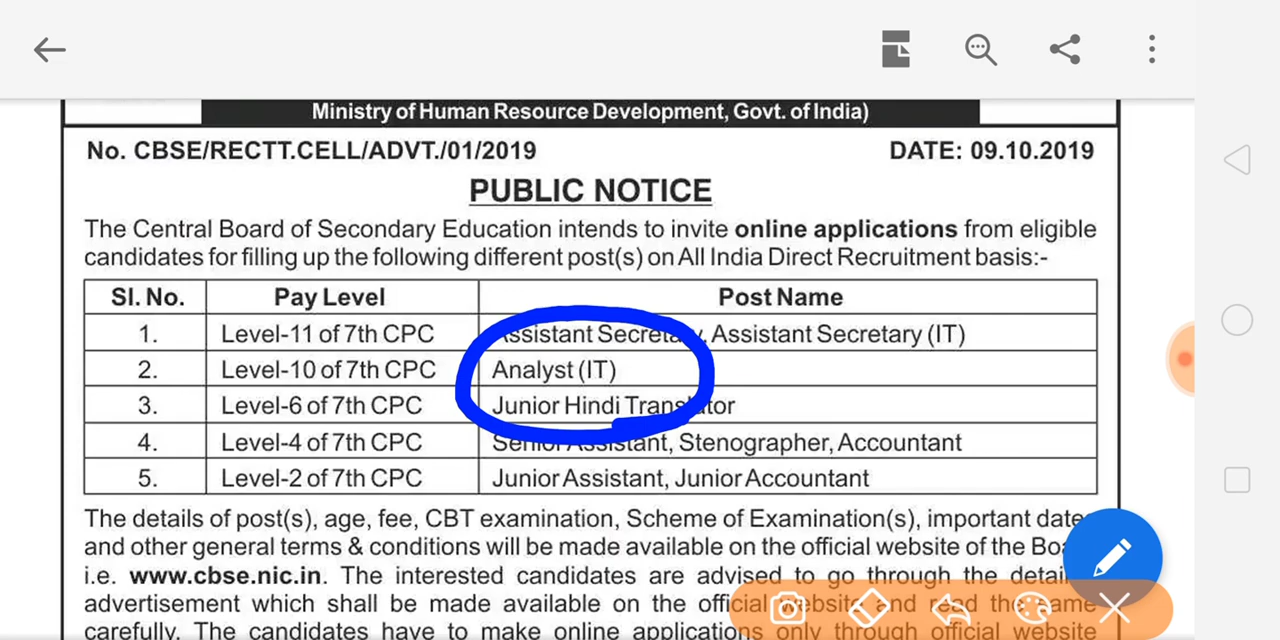 Ministry of Human Resource Development, Govt. of India)
No. CBSE/RECTT.CELL/ADVT./01/2019 DATE: 09.10.2019
PUBLIC NOTICE
The Central Board of Secondary Education intends to invite online applications from eligible
candidates for filling up the following different post(s) on All India Direct Recruitment basis:-
Sl. No. Pay Level Post Name
1. Level-11 of 7th CPC Assistant Secretary, Assistant Secretary (IT)
2. Level-10 of 7th CPC Analyst (IT)
3. Level-6 of 7th CPC Junior Hindi Translator
4. Level-4 of 7th CPC Senior Assistant, Stenographer, Accountant
5. Level-2 of 7th CPC Junior Assistant, Junior Accountant
The details of post(s), age, fee, CBT examination, Scheme of Examination(s), important dates
and other general terms & conditions will be made available on the official website of the Board
i.e. www.cbse.nic.in. The interested candidates are advised to go through the detailed
advertisement which shall be made available on the official website and read the same
carefully. The candidates have to make online applications only through official website